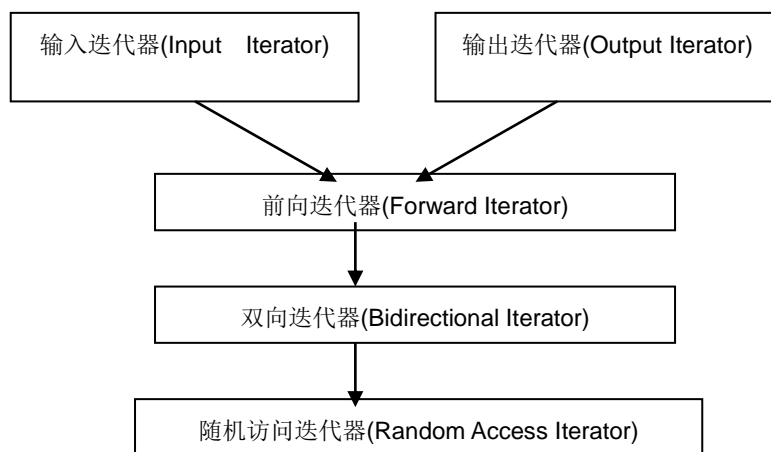 输入迭代器(Input Iterator)
输出迭代器(Output Iterator)
前向迭代器(Forward Iterator)
双向迭代器(Bidirectional Iterator)
随机访问迭代器(Random Access Iterator)